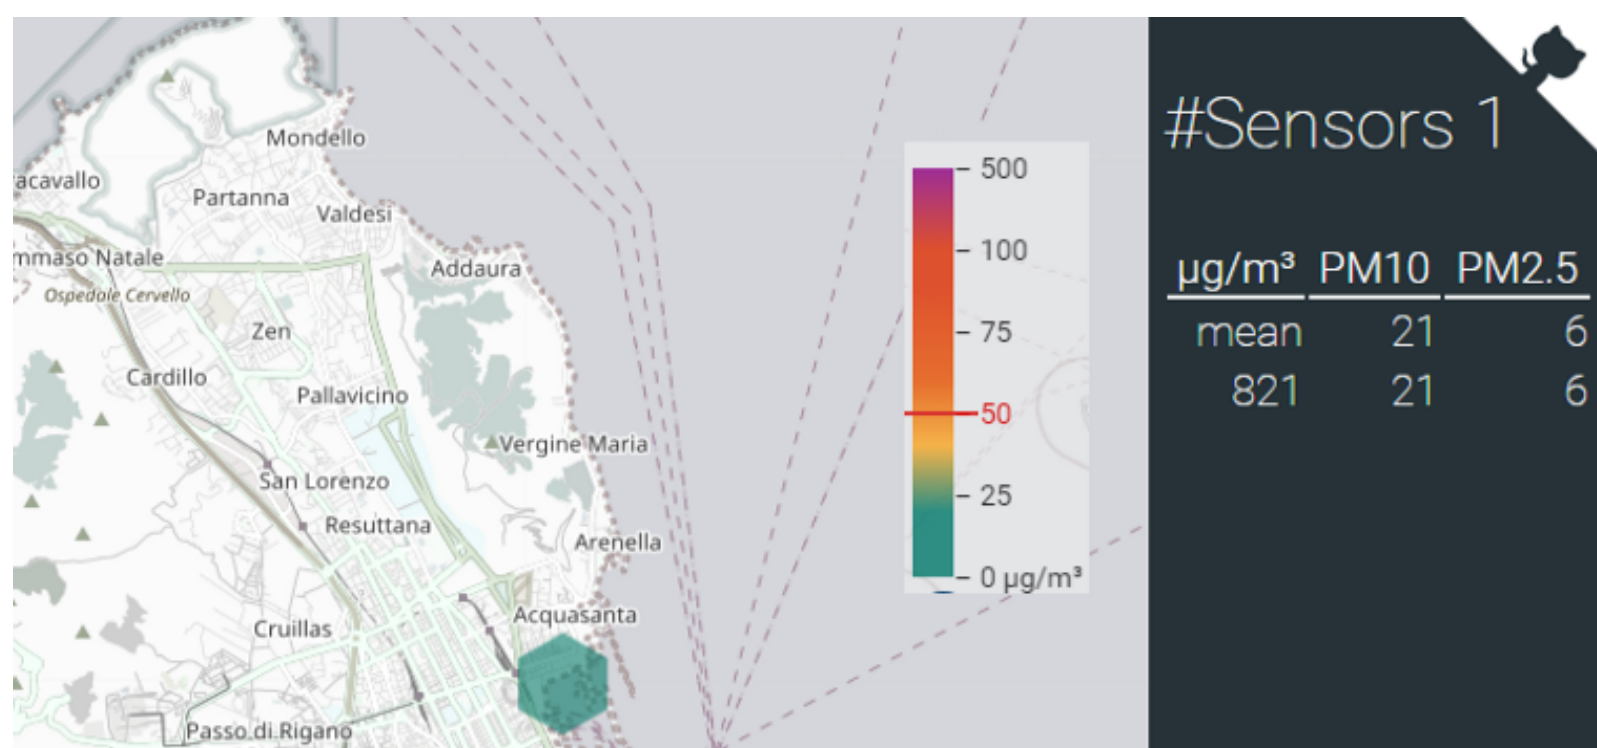 Mondello
acavallo
Partanna
Valdesi
mmaso Natale
Addaura
Ospedale Cervello
Zen
Cardillo
Pallavicino
Vergine Maria
San Lorenzo
Resuttana
Arenella
Acquasanta
Cruillas
Passo di Rigano
500
100
75
50
25
0 µg/m³
#Sensors 1
µg/m³ PM10 PM2.5
mean 21 6
821 21 6